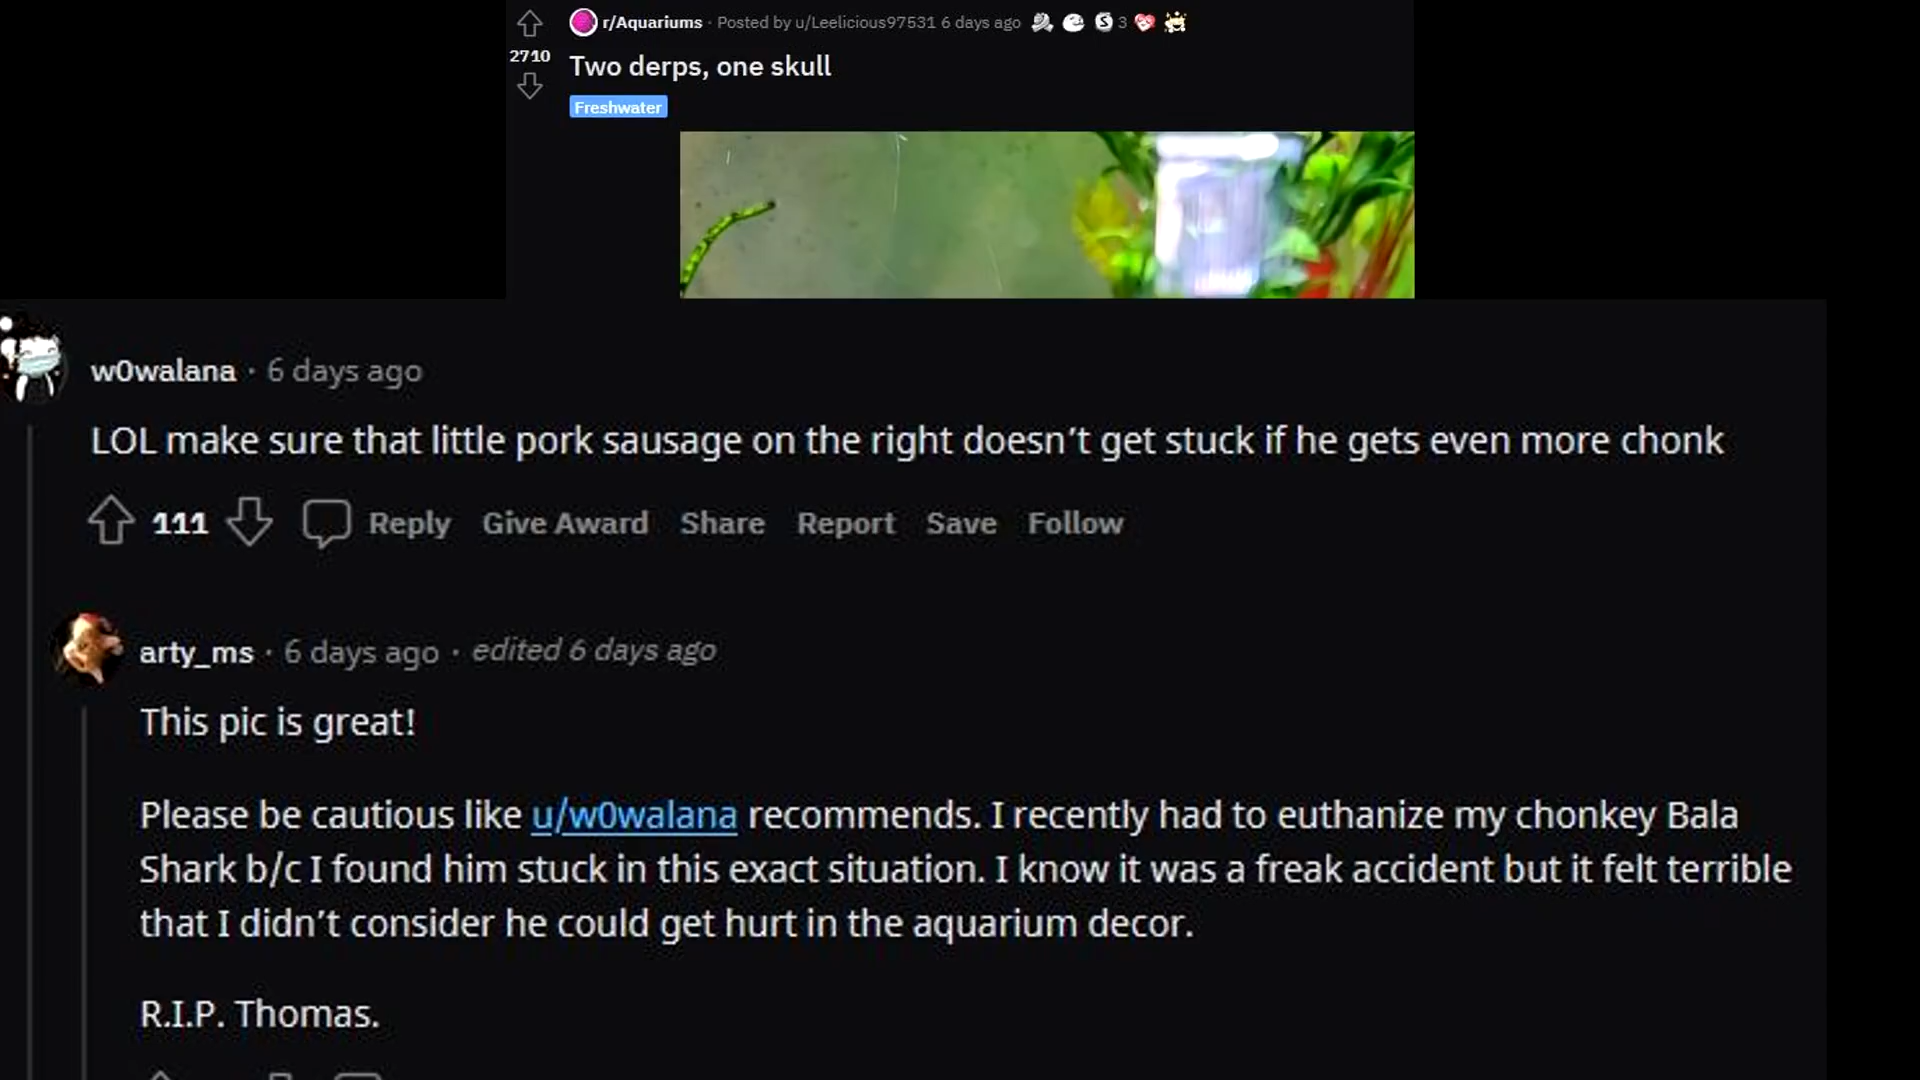 r/Aquariums · Posted by u/Leelicious97531 6 days ago 3
2710
Two derps, one skull
Freshwater
w0walana · 6 days ago
LOL make sure that little pork sausage on the right doesn't get stuck if he gets even more chonk
111 Reply Give Award Share Report Save Follow
arty_ms · 6 days ago · edited 6 days ago
This pic is great!
Please be cautious like u/w0walana recommends. I recently had to euthanize my chonkey Bala
Shark b/c I found him stuck in this exact situation. I know it was a freak accident but it felt terrible
that I didn't consider he could get hurt in the aquarium decor.
R.I.P. Thomas.